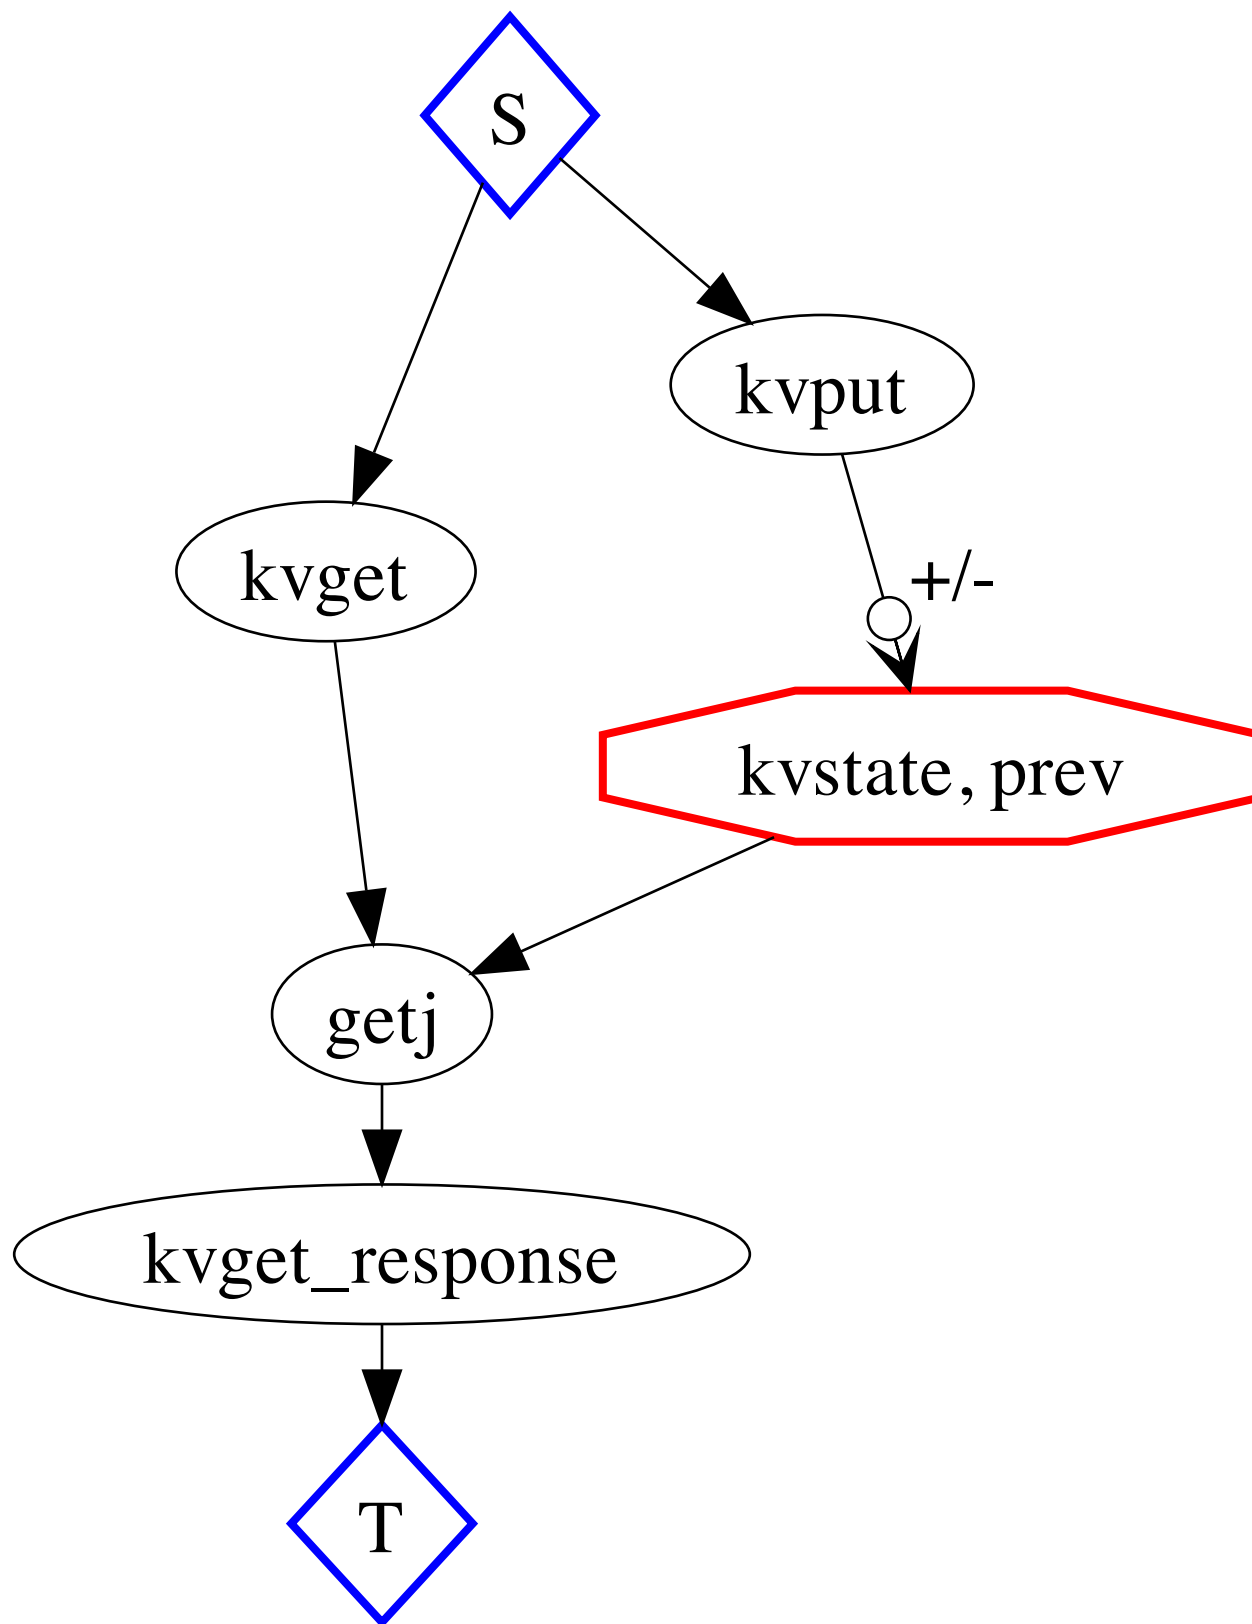 S
kvput
kvget
+/-
kvstate, prev
getj
kvget_response
T